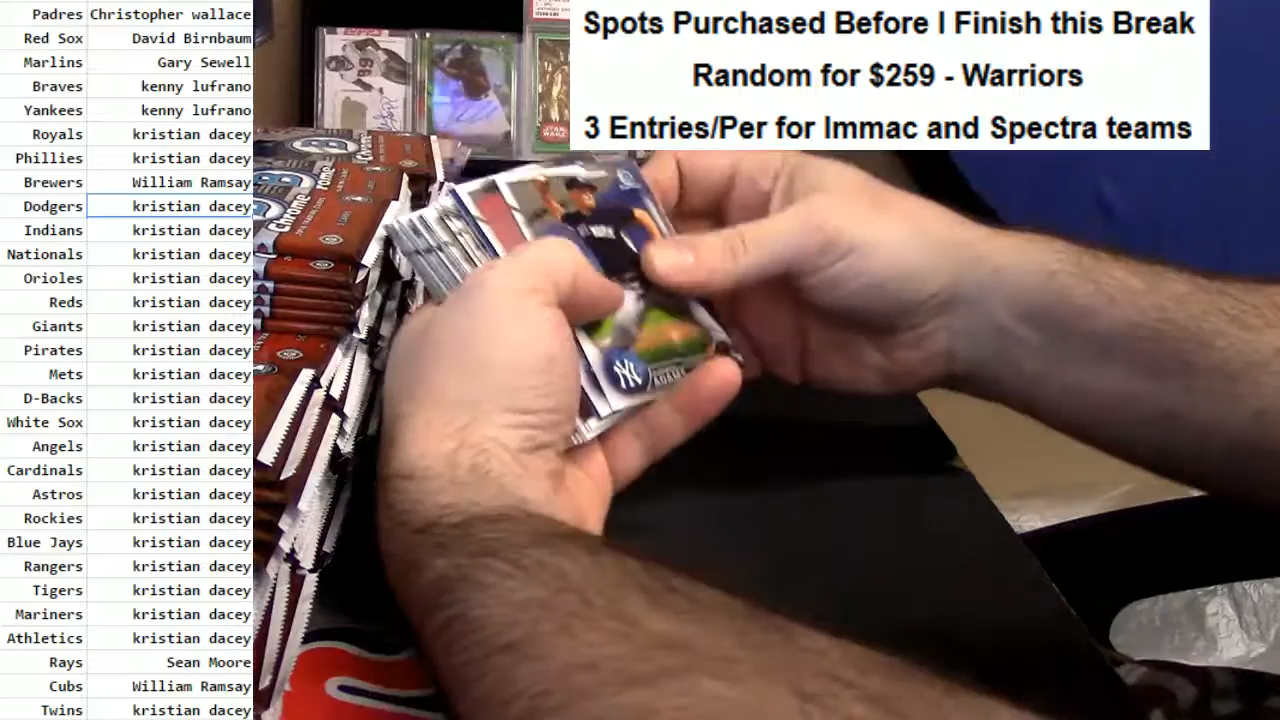 Padres Christopher wallace
Red Sox David Birnbaum
Marlins Gary Sewell
Braves kenny lufrano
Yankees kenny lufrano
Royals kristian dacey
Phillies kristian dacey
Brewers William Ramsay
Dodgers kristian dacey
Indians kristian dacey
Nationals kristian dacey
Orioles kristian dacey
Reds kristian dacey
Giants kristian dacey
Pirates kristian dacey
Mets kristian dacey
D-Backs kristian dacey
White Sox kristian dacey
Angels kristian dacey
Cardinals kristian dacey
Astros kristian dacey
Rockies kristian dacey
Blue Jays kristian dacey
Rangers kristian dacey
Tigers kristian dacey
Mariners kristian dacey
Athletics kristian dacey
Rays Sean Moore
Cubs William Ramsay
Twins kristian dacey
Spots Purchased Before I Finish this Break
Random for $259 - Warriors
3 Entries/Per for Immac and Spectra teams
Chrome
NY
ADAMS